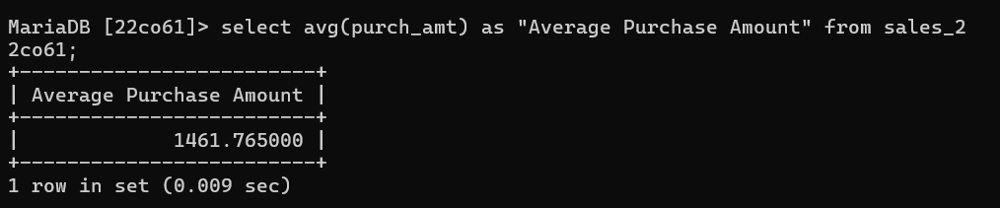 MariaDB [22co61]> select avg(purch_amt) as "Average Purchase Amount" from sales_2
2co61;
+-------------------------+
| Average Purchase Amount |
+-------------------------+
|             1461.765000 |
+-------------------------+
1 row in set (0.009 sec)